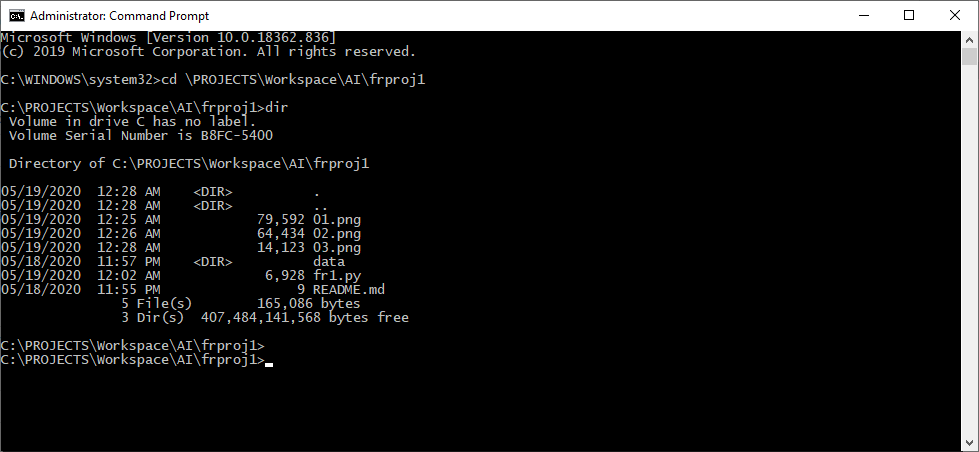 Administrator: Command Prompt
Microsoft Windows [Version 10.0.18362.836]
(c) 2019 Microsoft Corporation. All rights reserved.
C:\WINDOWS\system32>cd \PROJECTS\Workspace\AI\frproj1
C:\PROJECTS\Workspace\AI\frproj1>dir
 Volume in drive C has no label.
 Volume Serial Number is B8FC-5400
 Directory of C:\PROJECTS\Workspace\AI\frproj1
05/19/2020  12:28 AM    <DIR>          .
05/19/2020  12:28 AM    <DIR>          ..
05/19/2020  12:25 AM            79,592 01.png
05/19/2020  12:26 AM            64,434 02.png
05/19/2020  12:28 AM            14,123 03.png
05/18/2020  11:57 PM    <DIR>          data
05/19/2020  12:02 AM             6,928 fr1.py
05/18/2020  11:55 PM                 9 README.md
               5 File(s)        165,086 bytes
               3 Dir(s)  407,484,141,568 bytes free
C:\PROJECTS\Workspace\AI\frproj1>
C:\PROJECTS\Workspace\AI\frproj1>